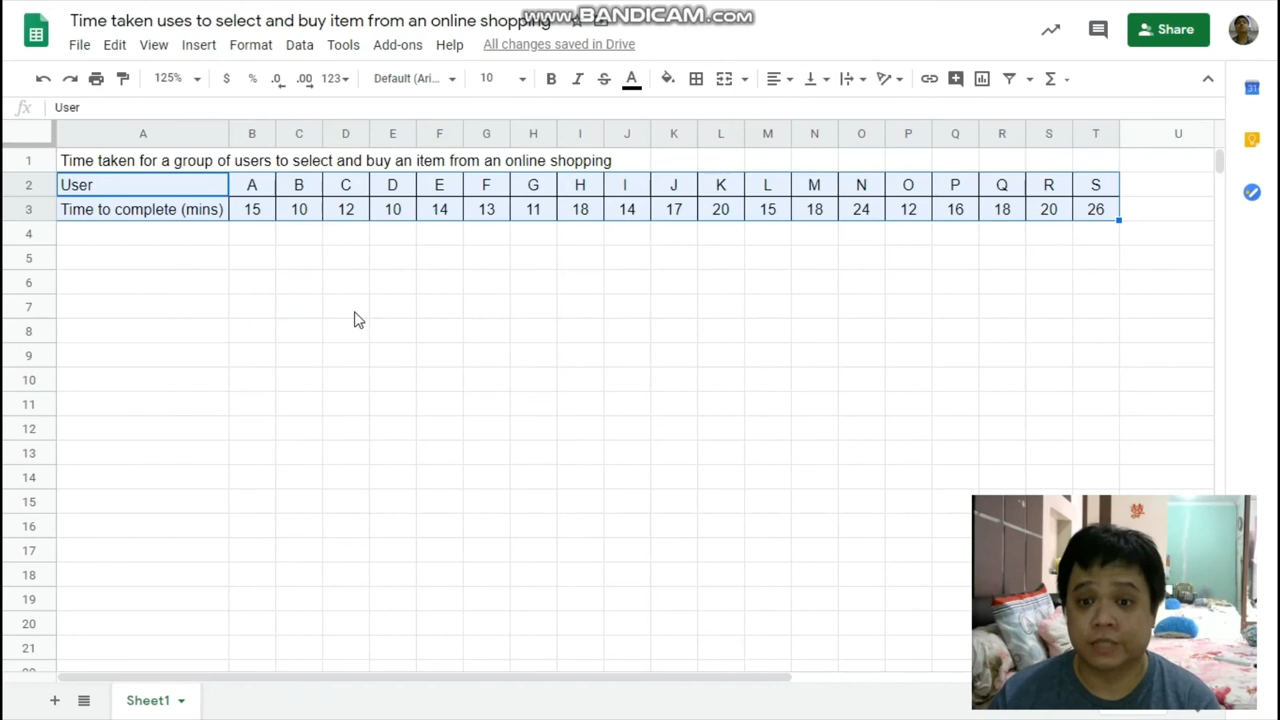 Time taken uses to select and buy item from an online shopping
www.BANDICAM.com
File Edit View Insert Format Data Tools Add-ons All changes saved in Drive
Share
125% $ % .0 .00 123 Default (Ari... 10 B I S A Σ
31
fx User
A B C D E F G H I J K L M N O P Q R S T U
1 Time taken for a group of users to select and buy an item from an online shopping
2 User A B C D E F G H I J K L M N O P Q R S
3 Time to complete (mins) 15 10 12 10 14 13 11 18 14 17 20 15 18 24 12 16 18 20 26
4
5
6
7
8
9
10
11
12
13
14
15
16
17
18
19
20
21
Sheet1